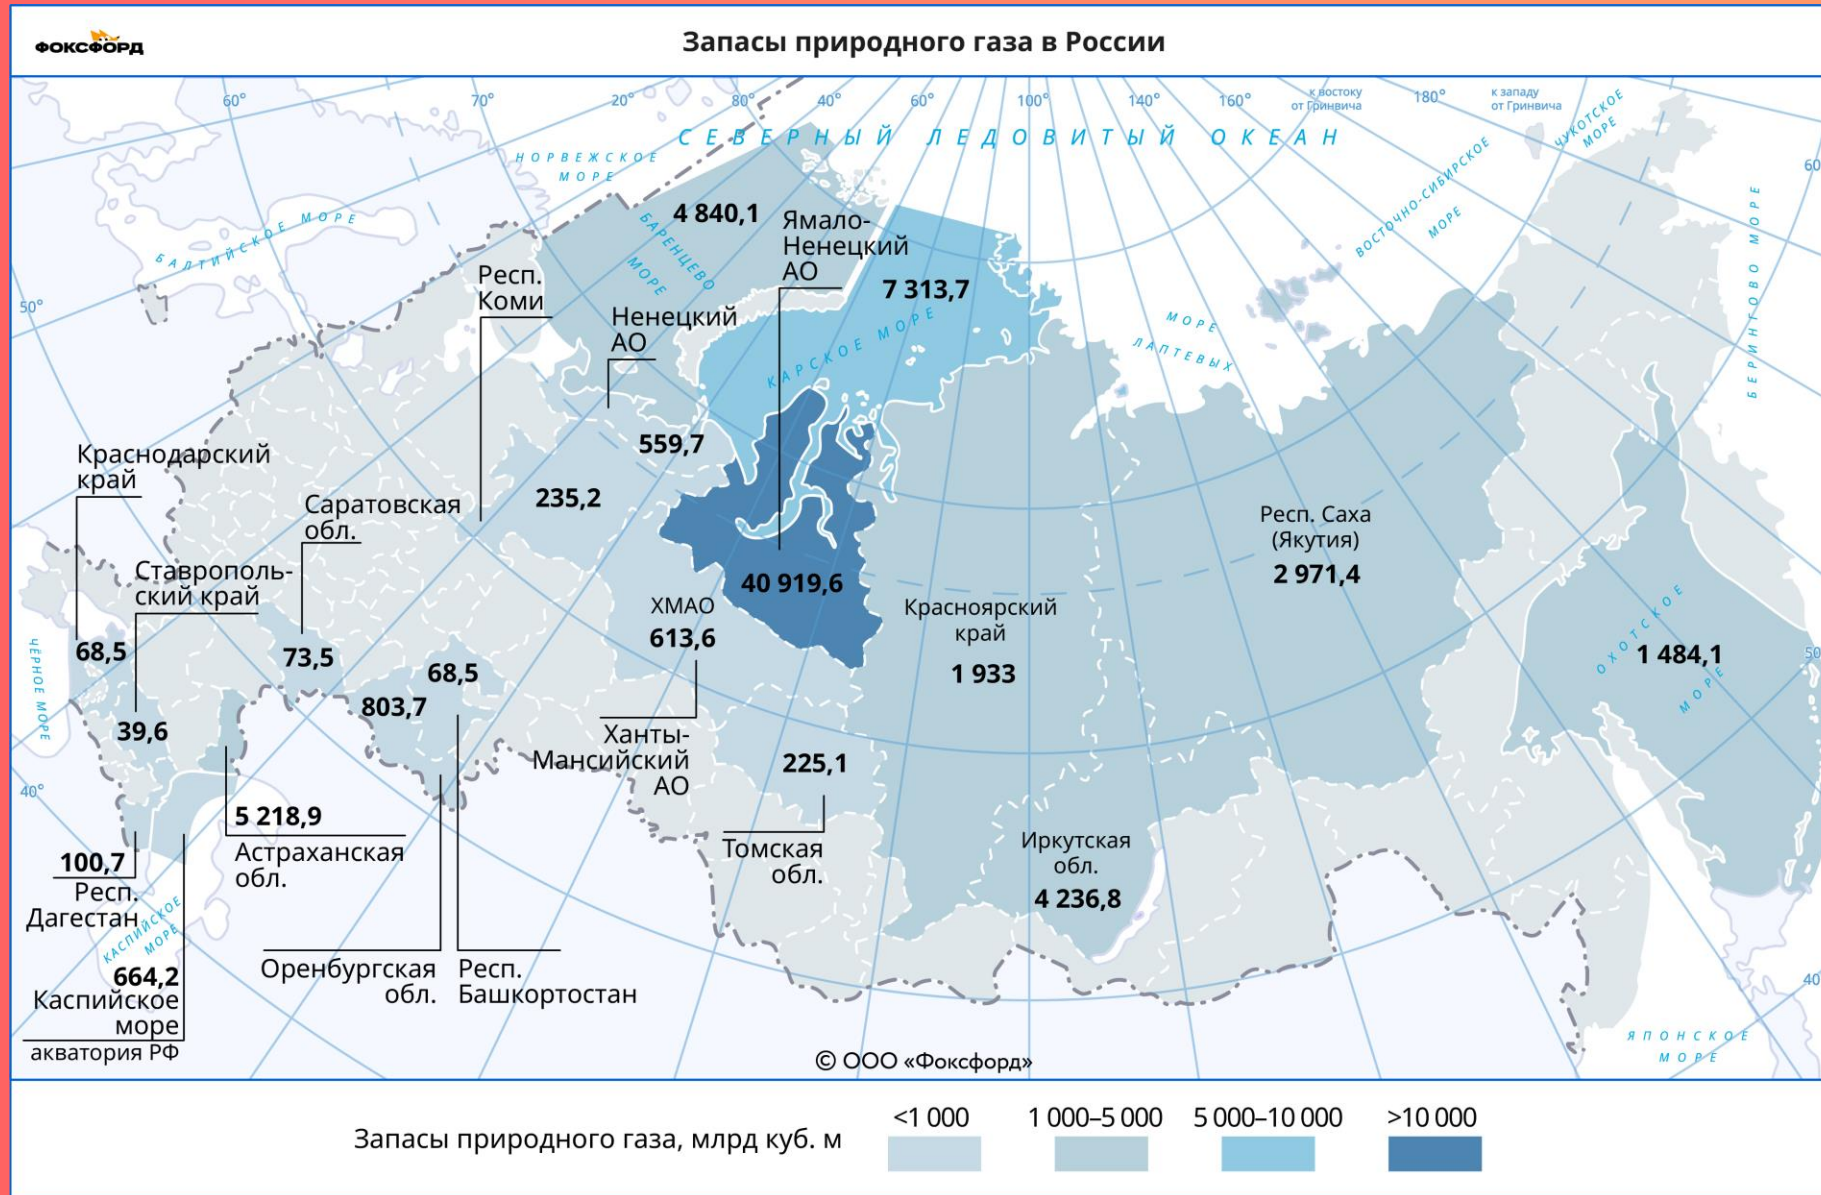 ФОКСФОРД
Запасы природного газа в России
60°
70°
20°
80°
40°
60°
100°
140°
160°
к востоку
от Гринвича
180°
к западу
от Гринвича
СЕВЕРНЫЙ ЛЕДОВИТЫЙ ОКЕАН
НОРВЕЖСКОЕ
МОРЕ
БАЛТИЙСКОЕ МОРЕ
БАРЕНЦЕВО
МОРЕ
КАРСКОЕ МОРЕ
МОРЕ
ЛАПТЕВЫХ
ВОСТОЧНО-СИБИРСКОЕ
МОРЕ
ЧУКОТСКОЕ
МОРЕ
БЕРИНГОВО МОРЕ
60
50°
4 840,1
Ямало-
Ненецкий
АО
7 313,7
Респ.
Коми
Ненецкий
АО
559,7
235,2
40 919,6
Краснодарский
край
Саратовская
обл.
Ставрополь-
ский край
68,5
73,5
39,6
803,7
68,5
ХМАО
613,6
Ханты-
Мансийский
АО
Красноярский
край
1 933
Респ. Саха
(Якутия)
2 971,4
ОХОТСКОЕ
МОРЕ
1 484,1
50
ЧЁРНОЕ МОРЕ
40°
225,1
Томская
обл.
Иркутская
обл.
4 236,8
5 218,9
Астраханская
обл.
100,7
Респ.
Дагестан
КАСПИЙСКОЕ
МОРЕ
664,2
Каспийское
море
акватория РФ
Оренбургская
обл.
Респ.
Башкортостан
40
ЯПОНСКОЕ
МОРЕ
© ООО «Фоксфорд»
Запасы природного газа, млрд куб. м
<1 000
1 000–5 000
5 000–10 000
>10 000